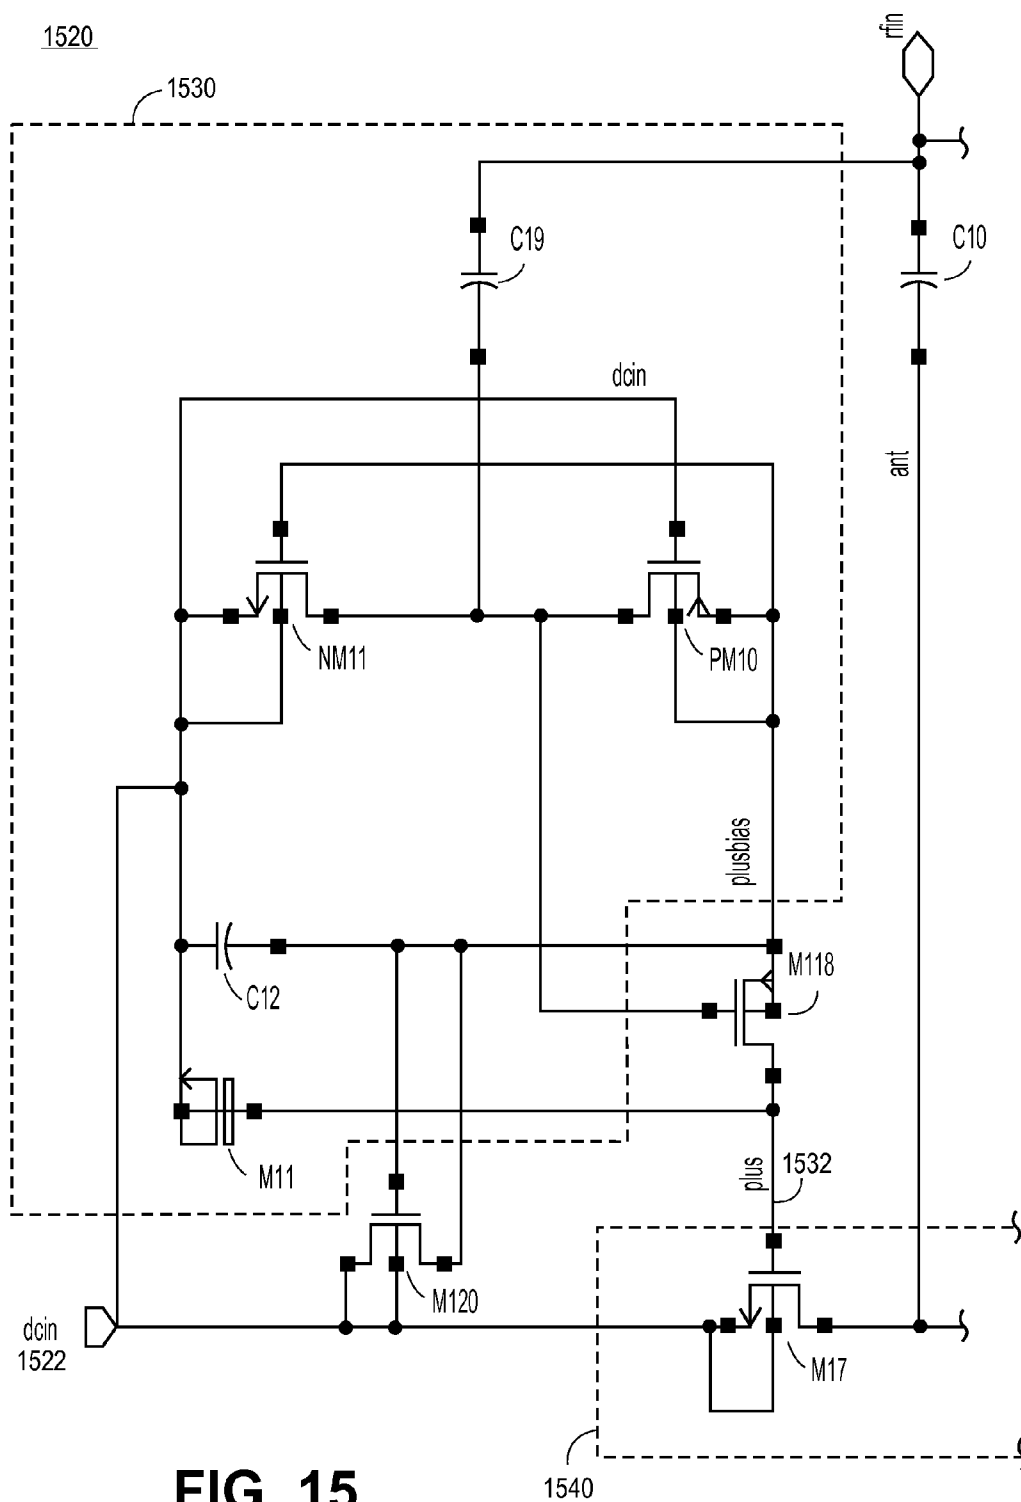 1520
rfin
1530
C19
C10
dcin
ant
NM11
PM10
plusbias
M118
C12
M11
plus
1532
M120
dcin
1522
M17
1540
FIG. 15